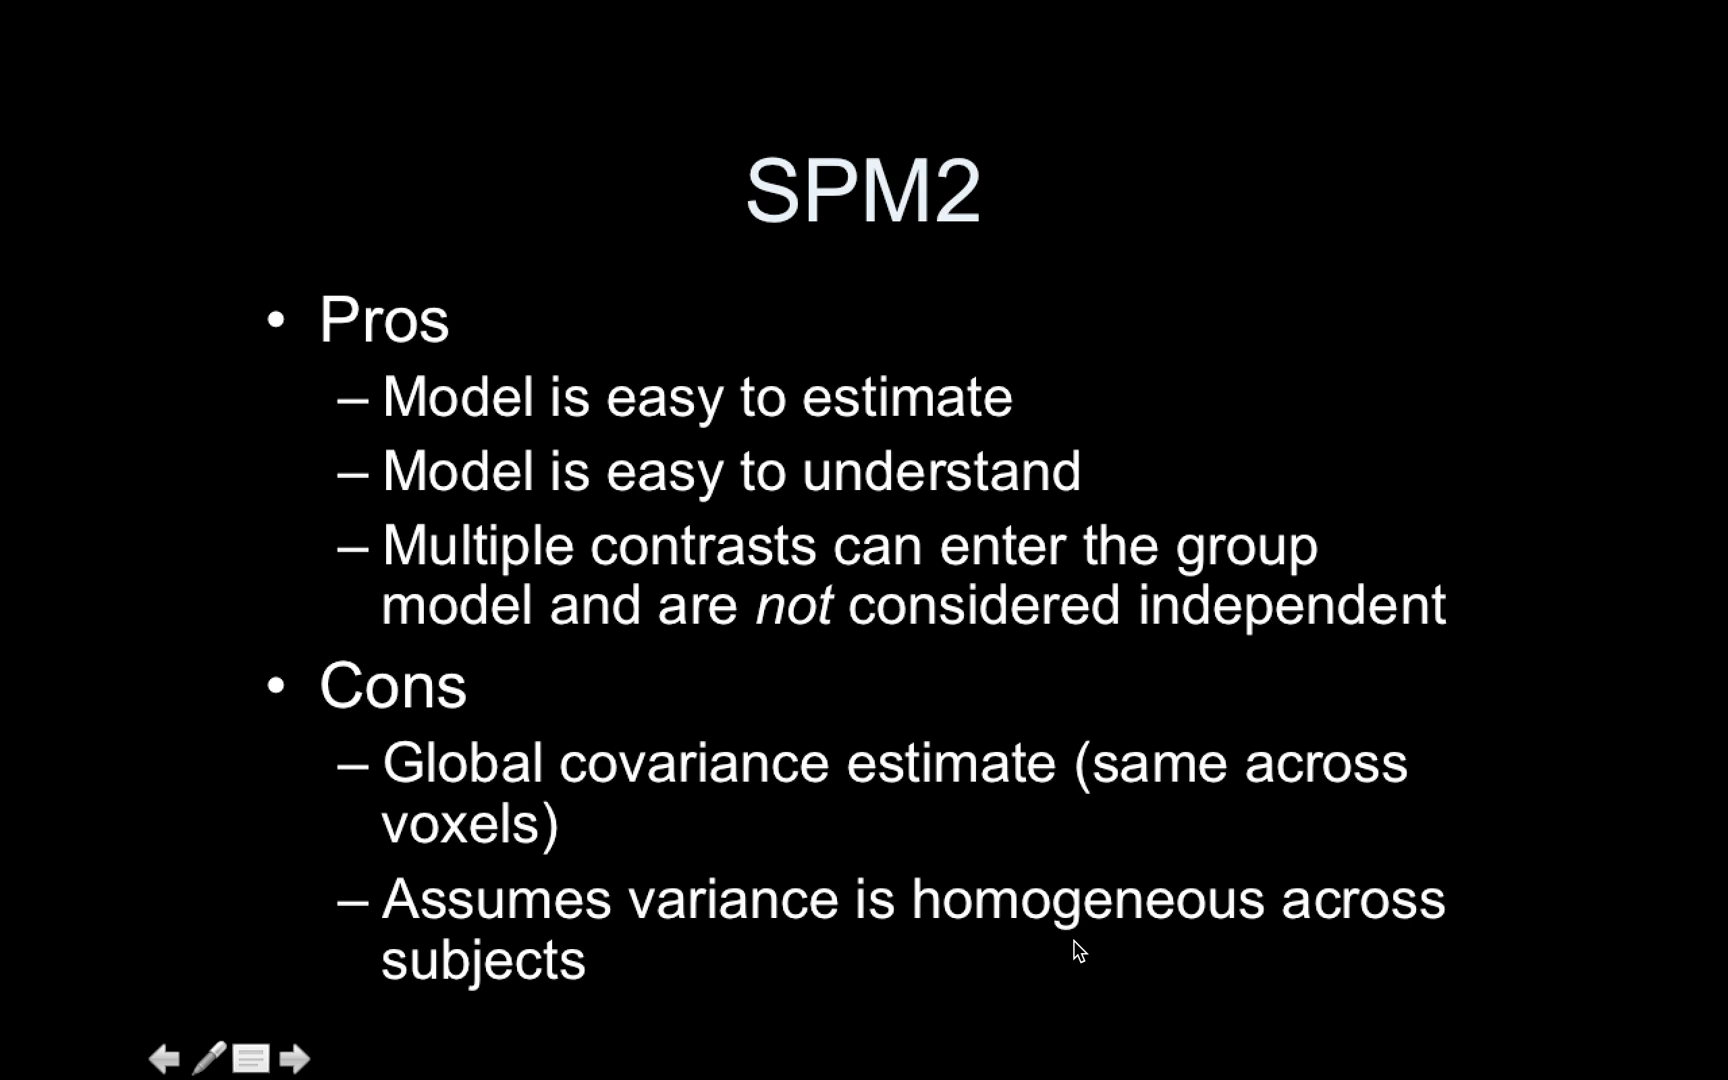 SPM2
• Pros
– Model is easy to estimate
– Model is easy to understand
– Multiple contrasts can enter the group
model and are not considered independent
• Cons
– Global covariance estimate (same across
voxels)
– Assumes variance is homogeneous across
subjects